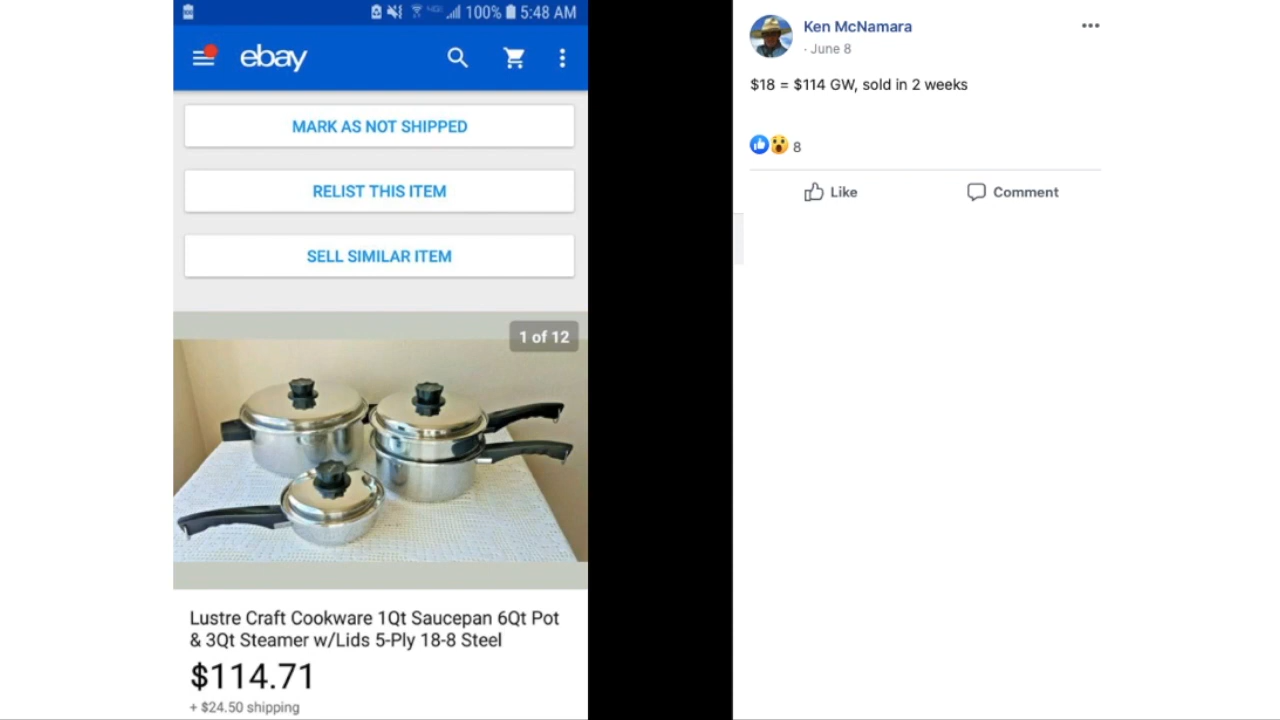 100% 5:48 AM
ebay
MARK AS NOT SHIPPED
RELIST THIS ITEM
SELL SIMILAR ITEM
1 of 12
Lustre Craft Cookware 1Qt Saucepan 6Qt Pot
& 3Qt Steamer w/Lids 5-Ply 18-8 Steel
$114.71
+ $24.50 shipping
Ken McNamara
· June 8
$18 = $114 GW, sold in 2 weeks
8
Like Comment